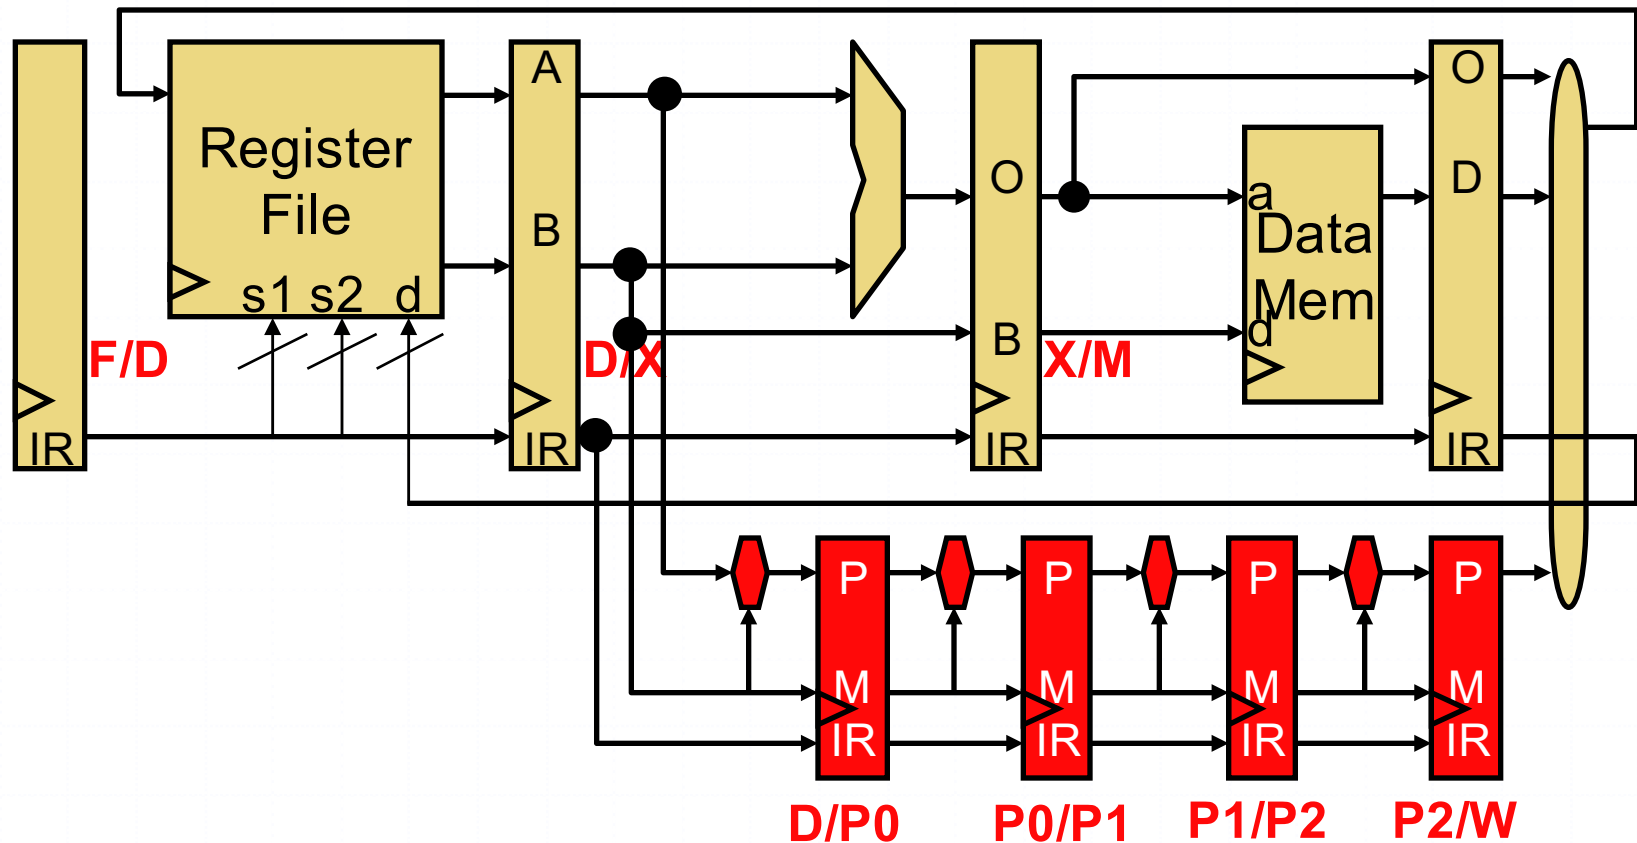 Register
File
s1 s2 d
F/D
IR
A
B
D/X
IR
O
B
X/M
IR
a
Data
Mem
d
O
D
IR
P
M
IR
D/P0
P
M
IR
P0/P1
P
M
IR
P1/P2
P
M
IR
P2/W